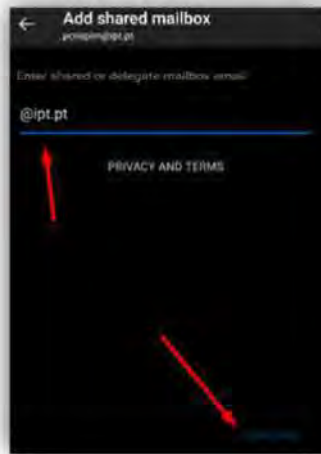 Add shared mailbox
Enter shared or delegate mailbox email
@ipt.pt
PRIVACY AND TERMS